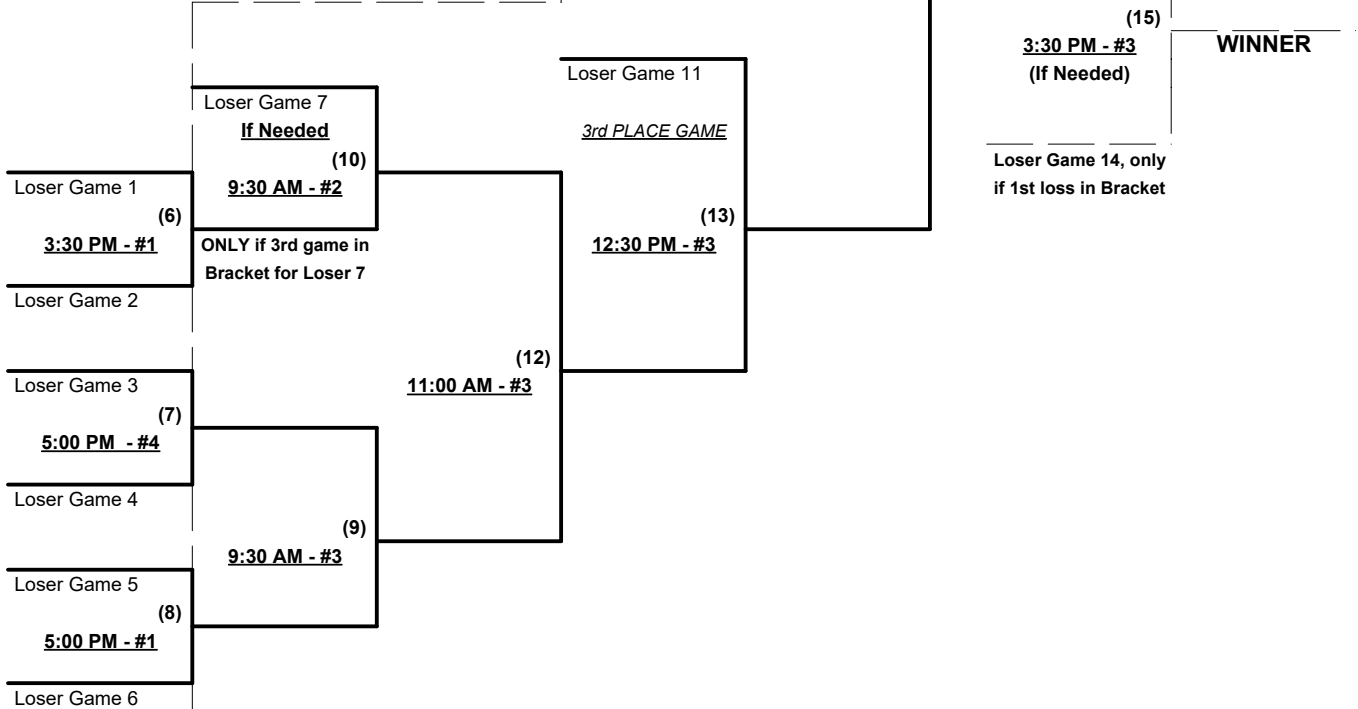 (15)
3:30 PM - #3
WINNER
(If Needed)
Loser Game 11
Loser Game 7
If Needed
3rd PLACE GAME
(10)
9:30 AM - #2
Loser Game 14, only
if 1st loss in Bracket
Loser Game 1
(6)
3:30 PM - #1
(13)
12:30 PM - #3
ONLY if 3rd game in
Bracket for Loser 7
Loser Game 2
(12)
11:00 AM - #3
Loser Game 3
(7)
5:00 PM - #4
Loser Game 4
(9)
9:30 AM - #3
Loser Game 5
(8)
5:00 PM - #1
Loser Game 6